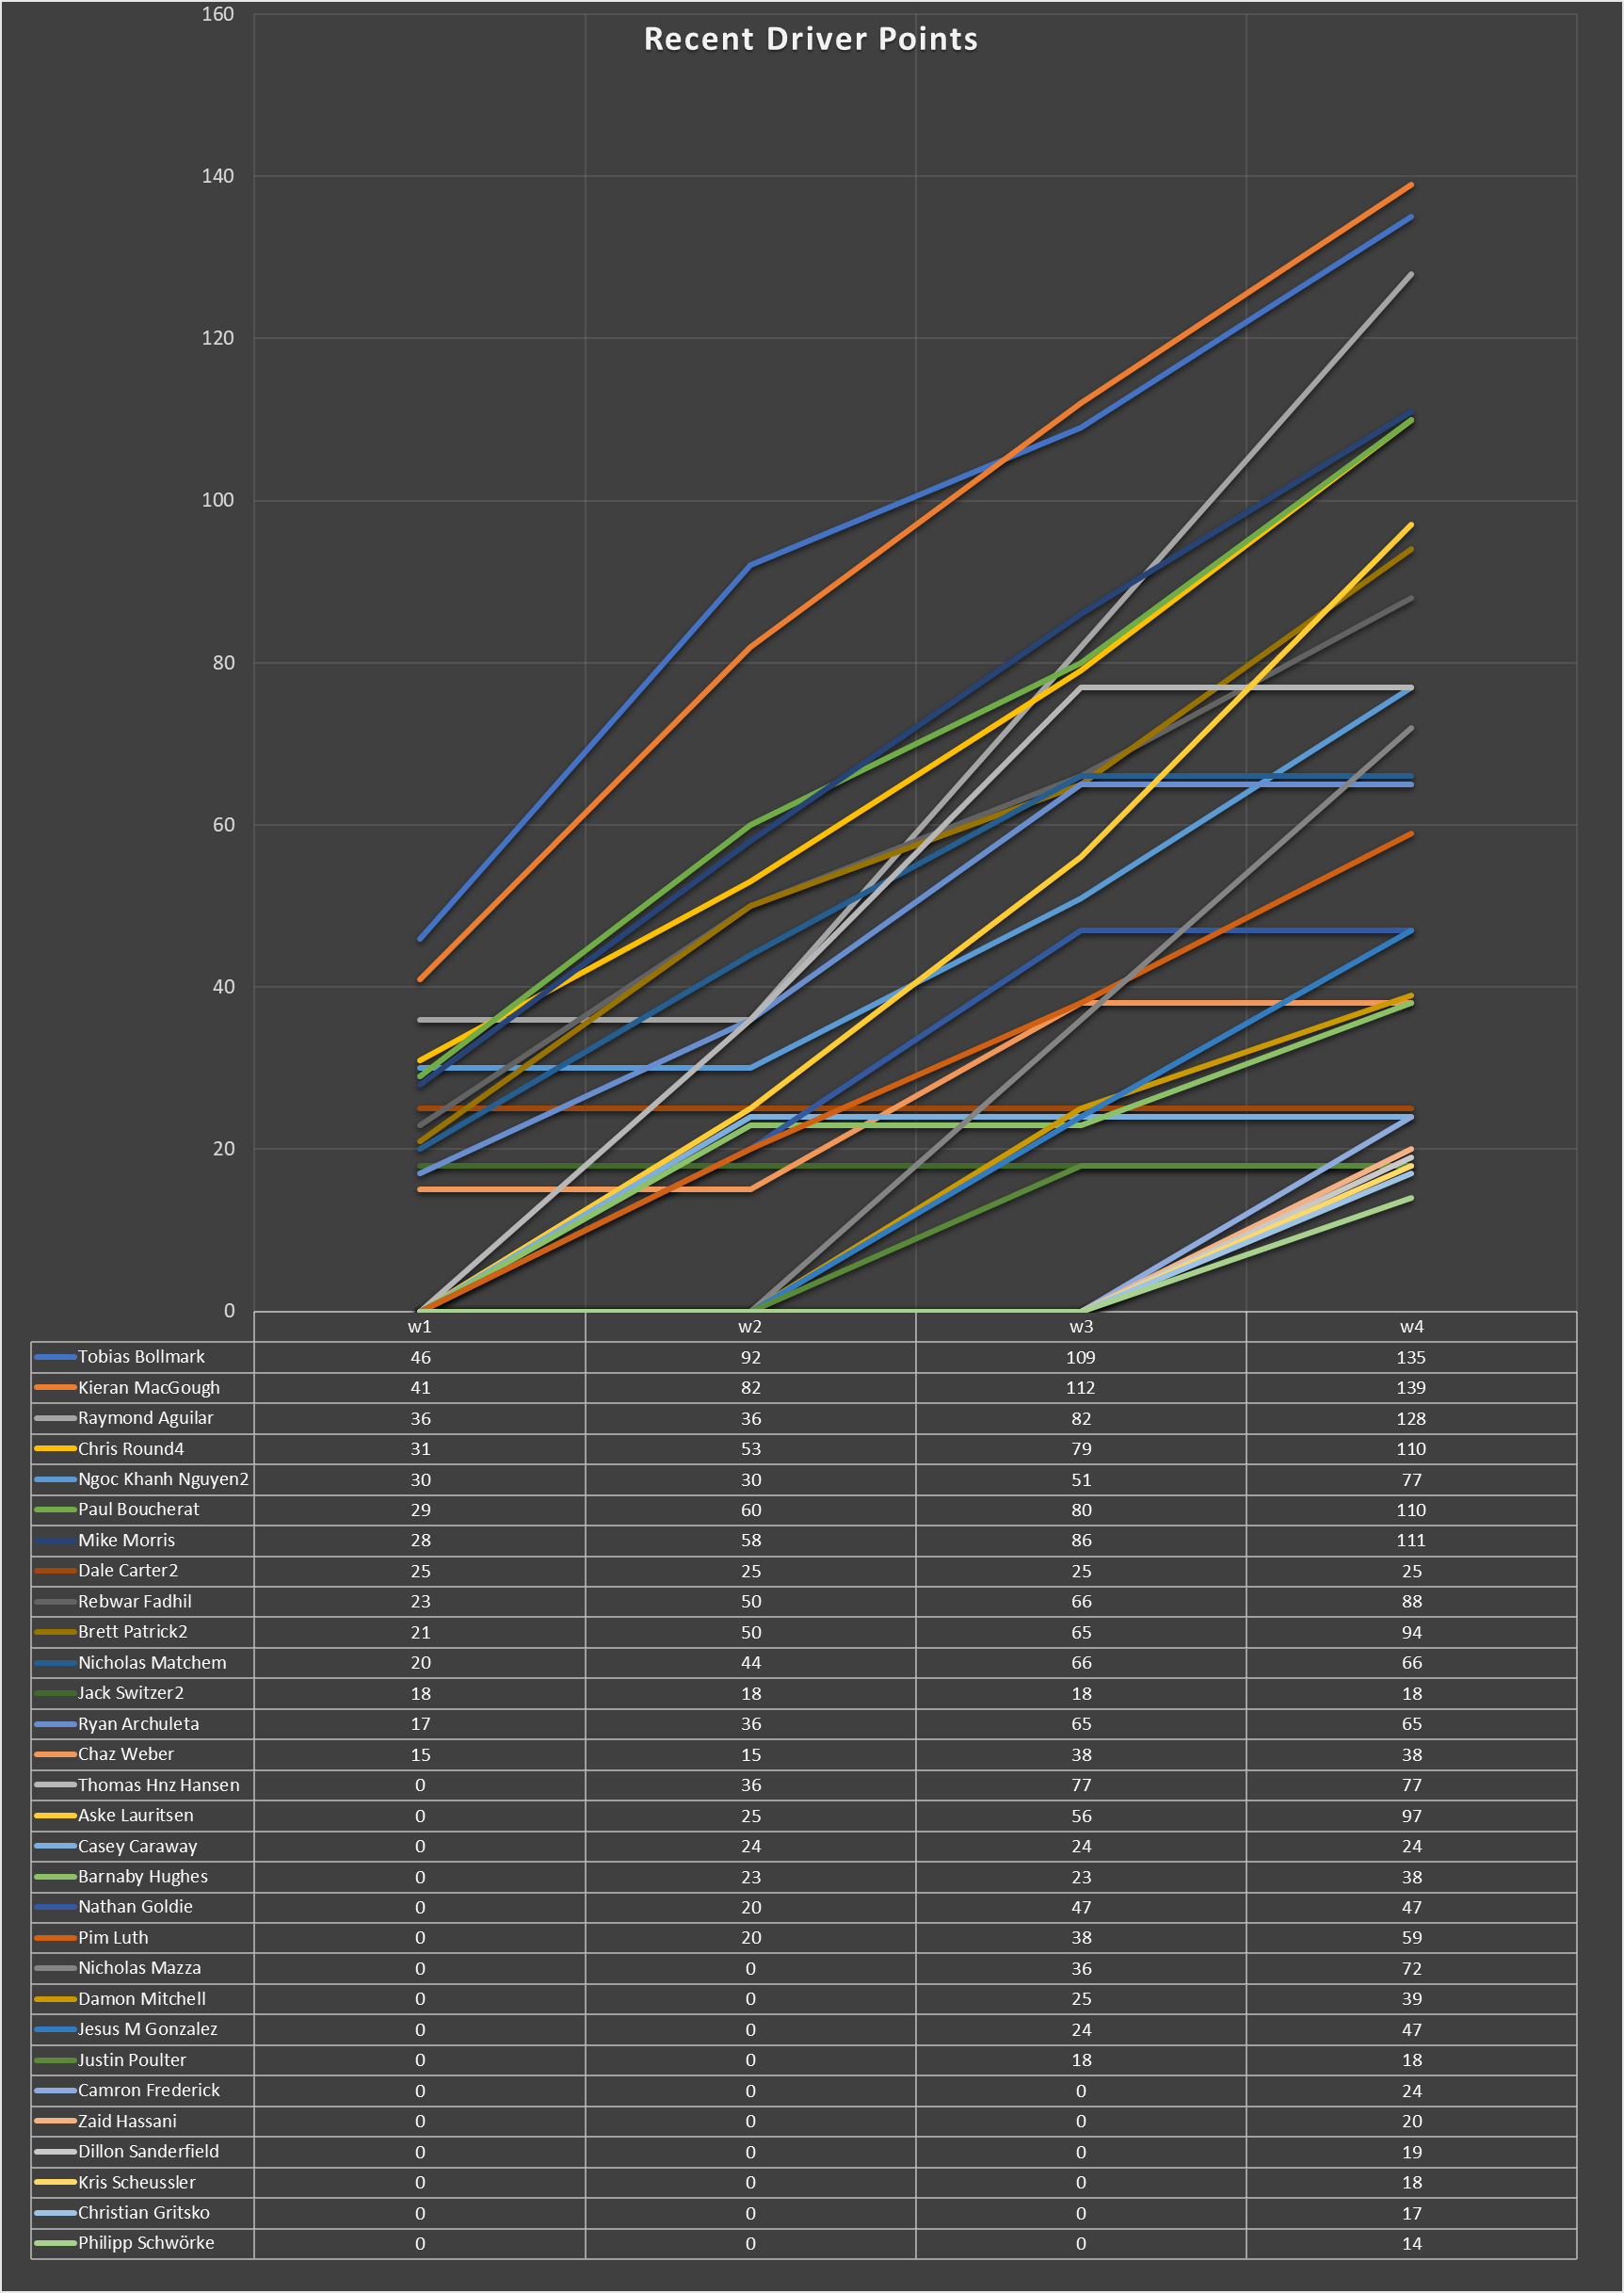 Recent Driver Points
160
140
120
100
80
60
40
20
0
w1 w2 w3 w4
Tobias Bollmark 46 92 109 135
Kieran MacGough 41 82 112 139
Raymond Aguilar 36 36 82 128
Chris Round4 31 53 79 110
Ngoc Khanh Nguyen2 30 30 51 77
Paul Boucherat 29 60 80 110
Mike Morris 28 58 86 111
Dale Carter2 25 25 25 25
Rebwar Fadhil 23 50 66 88
Brett Patrick2 21 50 65 94
Nicholas Matchem 20 44 66 66
Jack Switzer2 18 18 18 18
Ryan Archuleta 17 36 65 65
Chaz Weber 15 15 38 38
Thomas Hnz Hansen 0 36 77 77
Aske Lauritsen 0 25 56 97
Casey Caraway 0 24 24 24
Barnaby Hughes 0 23 23 38
Nathan Goldie 0 20 47 47
Pim Luth 0 20 38 59
Nicholas Mazza 0 0 36 72
Damon Mitchell 0 0 25 39
Jesus M Gonzalez 0 0 24 47
Justin Poulter 0 0 18 18
Camron Frederick 0 0 0 24
Zaid Hassani 0 0 0 20
Dillon Sanderfield 0 0 0 19
Kris Scheussler 0 0 0 18
Christian Gritsko 0 0 0 17
Philipp Schwörke 0 0 0 14